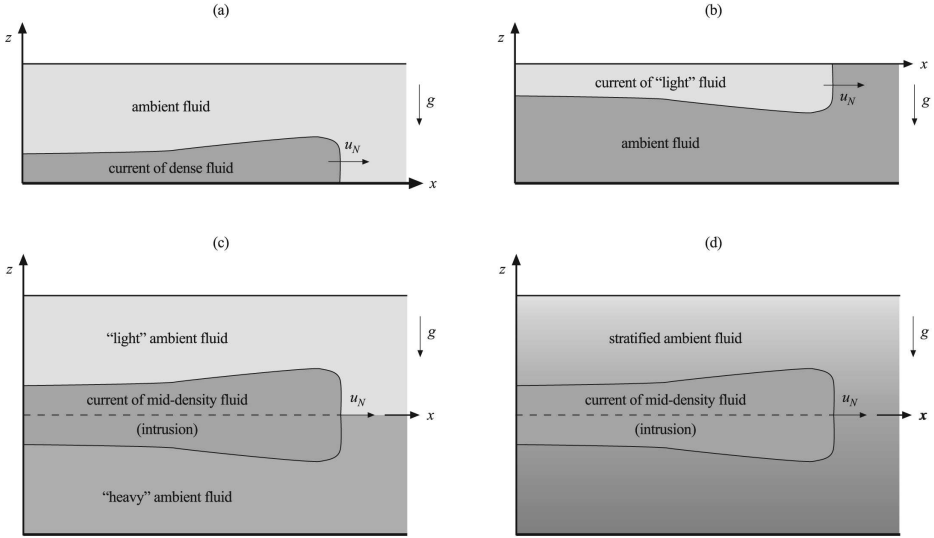 (a)
z
ambient fluid
g
u_N
current of dense fluid
x
(b)
z
x
current of “light” fluid
u_N
g
ambient fluid
(c)
z
“light” ambient fluid
g
current of mid-density fluid
u_N
x
(intrusion)
“heavy” ambient fluid
(d)
z
stratified ambient fluid
g
current of mid-density fluid
u_N
x
(intrusion)